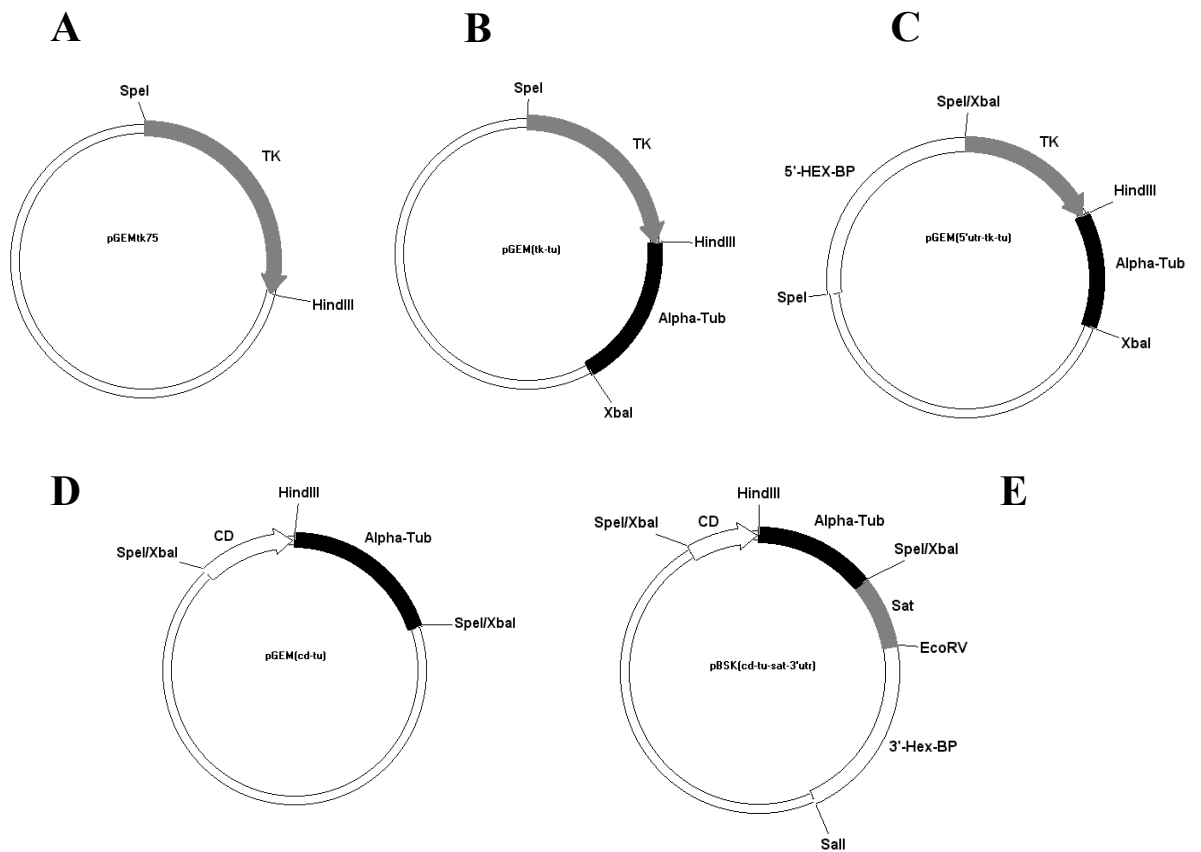 A
SpeI
TK
pGEMtk75
HindIII
B
SpeI
TK
pGEM(tk-tu)
HindIII
Alpha-Tub
XbaI
C
SpeI/XbaI
TK
5'-HEX-BP
HindIII
pGEM(5'utr-tk-tu)
Alpha-Tub
SpeI
XbaI
D
HindIII
CD
Alpha-Tub
SpeI/XbaI
SpeI/XbaI
pGEM(cd-tu)
E
HindIII
CD
Alpha-Tub
SpeI/XbaI
SpeI/XbaI
Sat
EcoRV
pBSK(cd-tu-sat-3'utr)
3'-Hex-BP
SalI